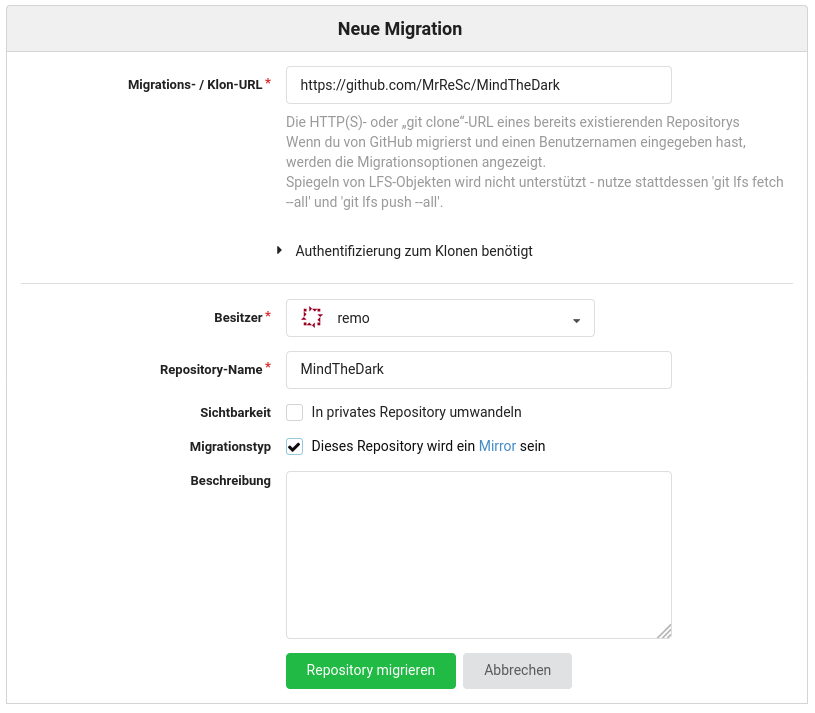 Neue Migration
Migrations- / Klon-URL*
https://github.com/MrReSc/MindTheDark
Die HTTP(S)- oder „git clone“-URL eines bereits existierenden Repositorys
Wenn du von GitHub migrierst und einen Benutzernamen eingegeben hast,
werden die Migrationsoptionen angezeigt.
Spiegeln von LFS-Objekten wird nicht unterstützt - nutze stattdessen 'git lfs fetch
--all' und 'git lfs push --all'.
Authentifizierung zum Klonen benötigt
Besitzer*
remo
Repository-Name*
MindTheDark
Sichtbarkeit
In privates Repository umwandeln
Migrationstyp
Dieses Repository wird ein Mirror sein
Beschreibung
Repository migrieren
Abbrechen